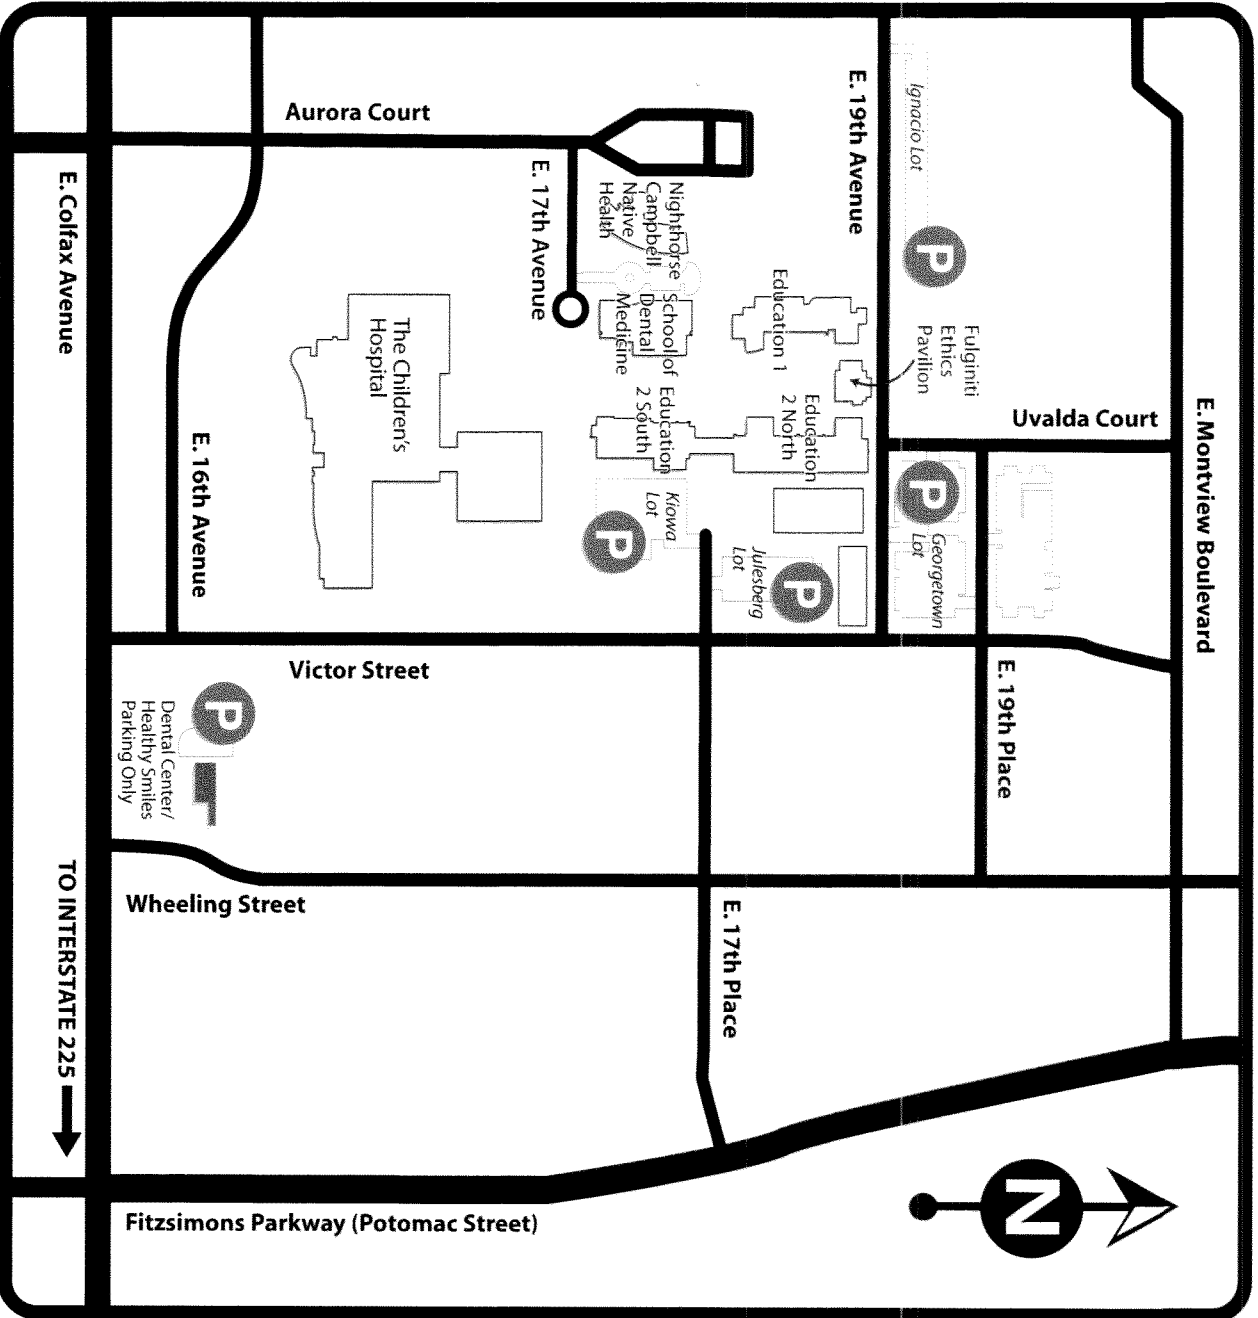 Aurora Court
E. 19th Avenue
Ignacio Lot
P
E. 17th Avenue
E. Colfax Avenue
Nighthorse
Campbell
Native
Health
School of
Dental
Medicine
Education 1
Fulginiti
Ethics
Pavilion
Uvalda Court
E. Montview Boulevard
The Children's
Hospital
Education
2 South
Education
2 North
E. 16th Avenue
Kiowa
Lot
P
Julesberg
Lot
P
P
Georgetown
Lot
Victor Street
E. 19th Place
P
Dental Center/
Healthy Smiles
Parking Only
Wheeling Street
E. 17th Place
TO INTERSTATE 225
Fitzsimons Parkway (Potomac Street)
N